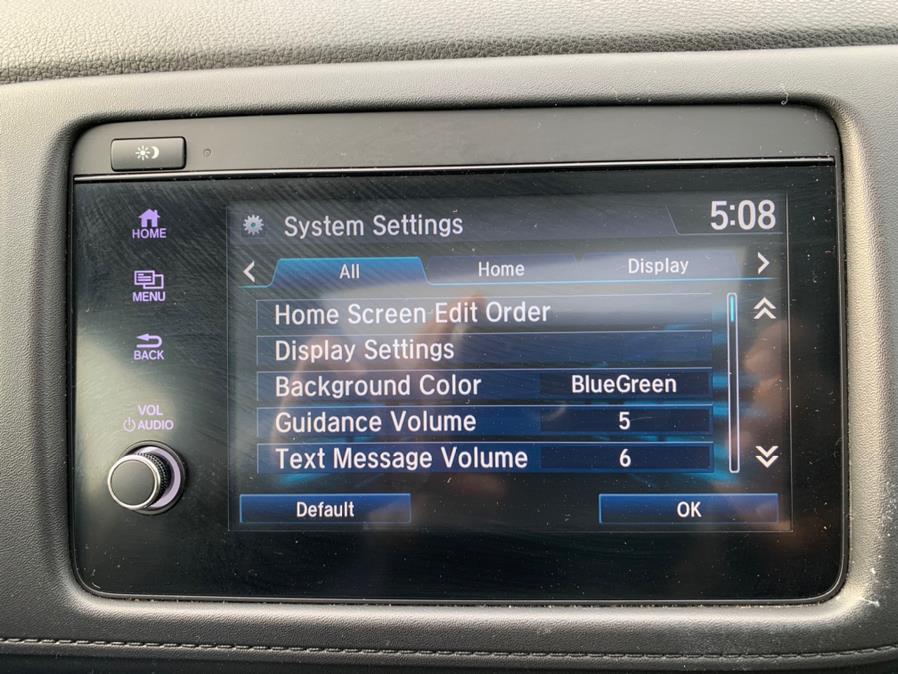 System Settings
5:08
HOME
All
Home
Display
MENU
Home Screen Edit Order
Display Settings
BACK
Background Color
BlueGreen
Guidance Volume
5
VOL
AUDIO
Text Message Volume
6
Default
OK